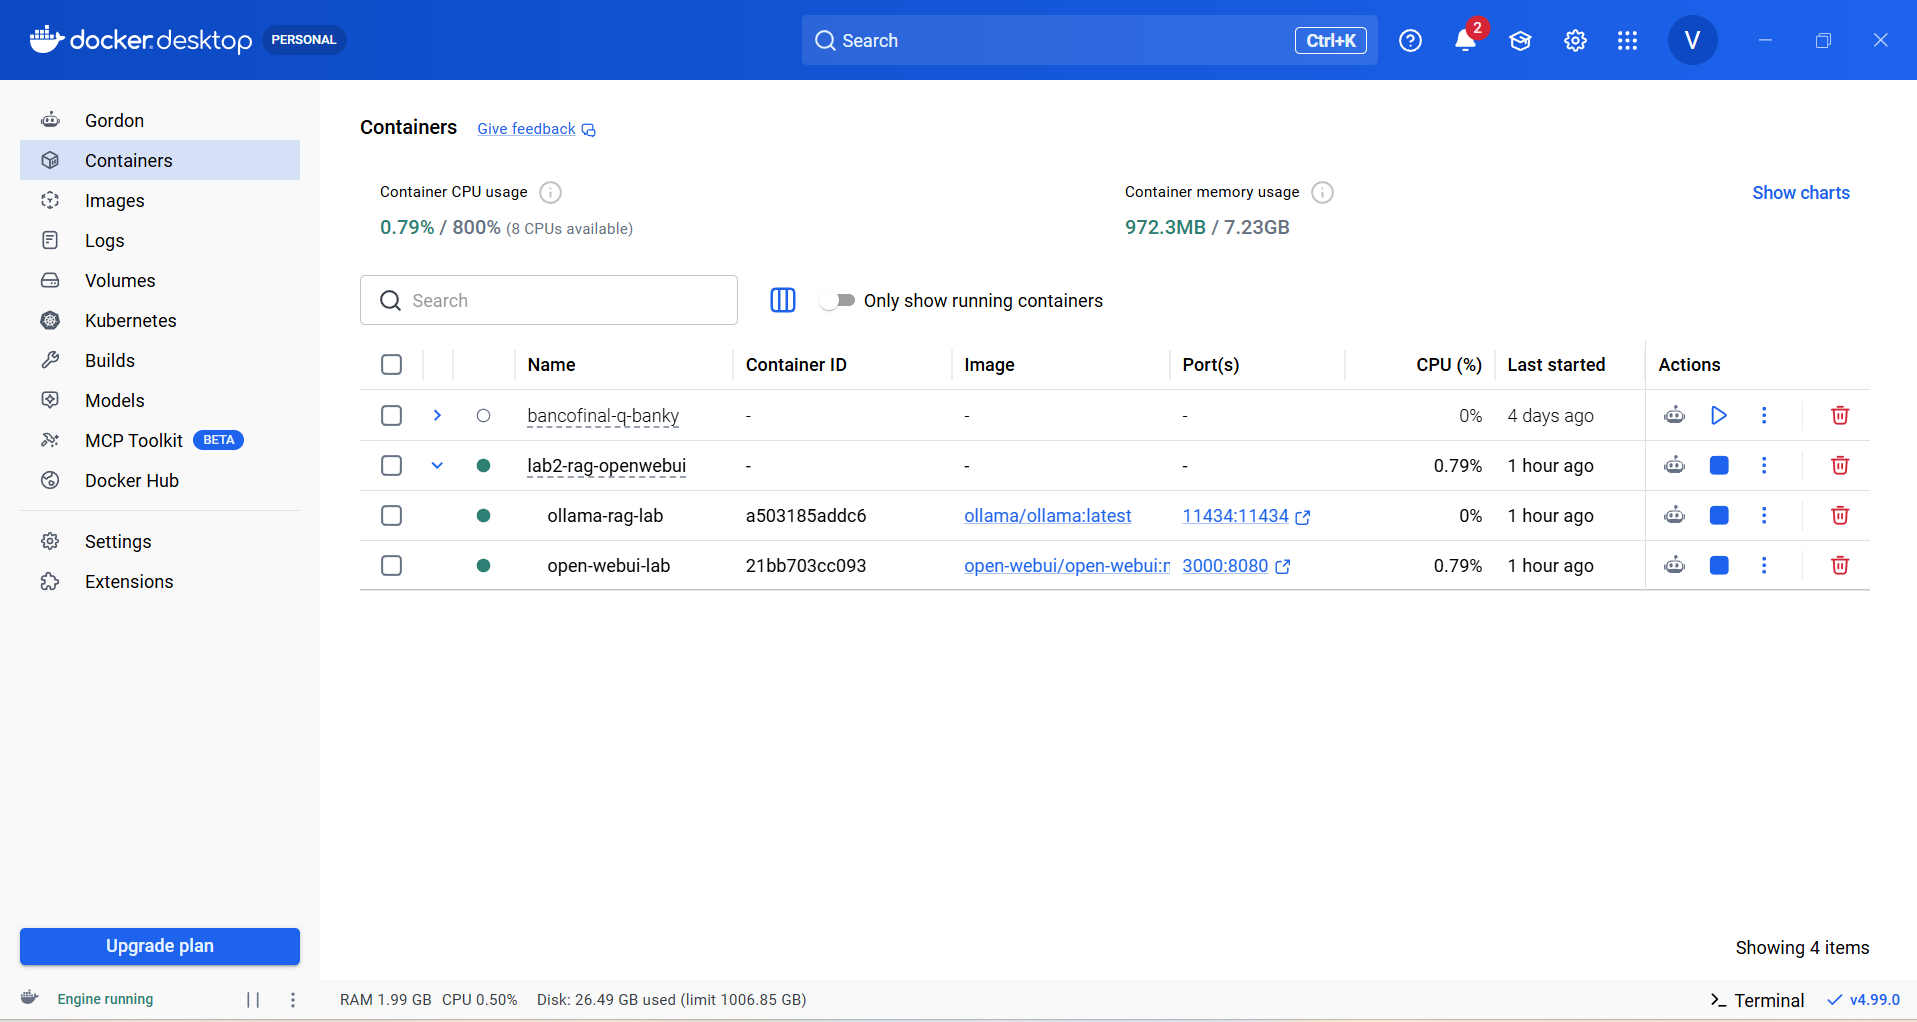 docker.desktop PERSONAL
Search Ctrl+K
2
V
Gordon
Containers
Images
Logs
Volumes
Kubernetes
Builds
Models
MCP Toolkit BETA
Docker Hub
Settings
Extensions
Upgrade plan
Containers Give feedback
Container CPU usage
0.79% / 800% (8 CPUs available)
Container memory usage
972.3MB / 7.23GB
Show charts
Search
Only show running containers
Name Container ID Image Port(s) CPU (%) Last started Actions
bancofinal-q-banky - - - 0% 4 days ago
lab2-rag-openwebui - - - 0.79% 1 hour ago
ollama-rag-lab a503185addc6 ollama/ollama:latest 11434:11434 0% 1 hour ago
open-webui-lab 21bb703cc093 open-webui/open-webui:r 3000:8080 0.79% 1 hour ago
Showing 4 items
Engine running
RAM 1.99 GB CPU 0.50% Disk: 26.49 GB used (limit 1006.85 GB)
Terminal v4.99.0